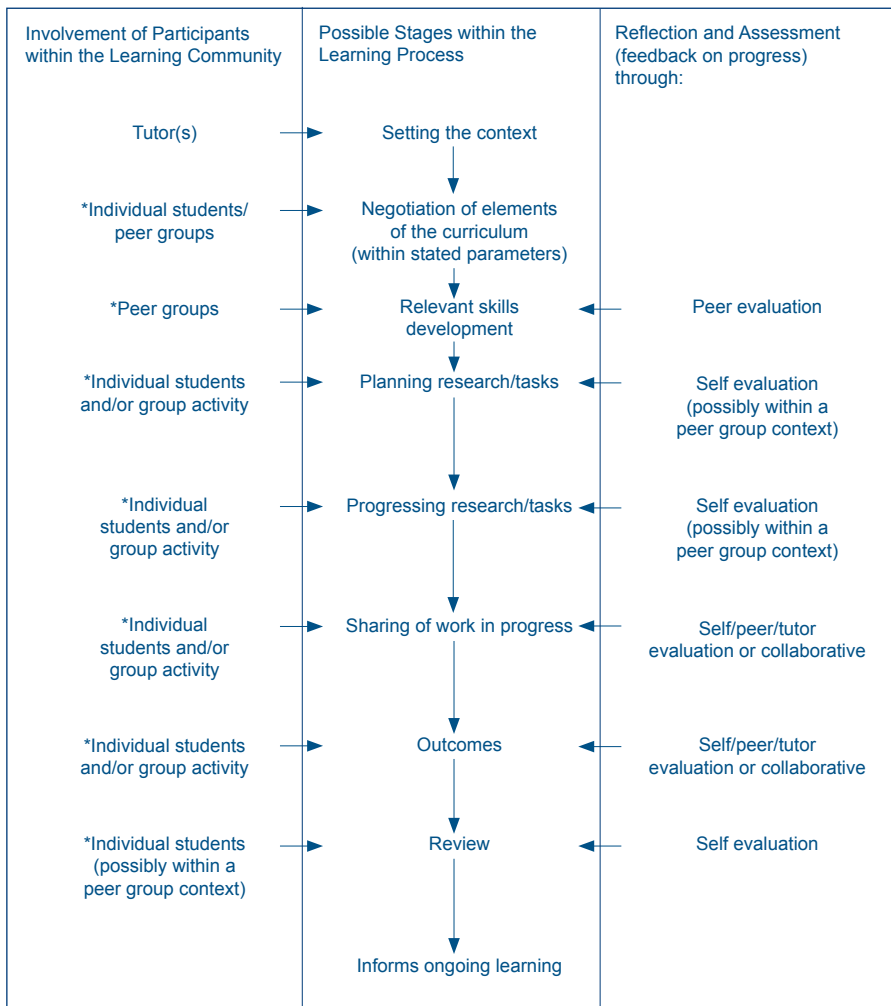 Involvement of Participants
within the Learning Community
Possible Stages within the
Learning Process
Reflection and Assessment
(feedback on progress)
through:
Tutor(s)
Setting the context
*Individual students/
peer groups
Negotiation of elements
of the curriculum
(within stated parameters)
*Peer groups
Relevant skills
development
Peer evaluation
*Individual students
and/or group activity
Planning research/tasks
Self evaluation
(possibly within a
peer group context)
*Individual
students and/or
group activity
Progressing research/tasks
Self evaluation
(possibly within a
peer group context)
*Individual
students and/or
group activity
Sharing of work in progress
Self/peer/tutor
evaluation or collaborative
*Individual students
and/or group activity
Outcomes
Self/peer/tutor
evaluation or collaborative
*Individual students
(possibly within a
peer group context)
Review
Self evaluation
Informs ongoing learning